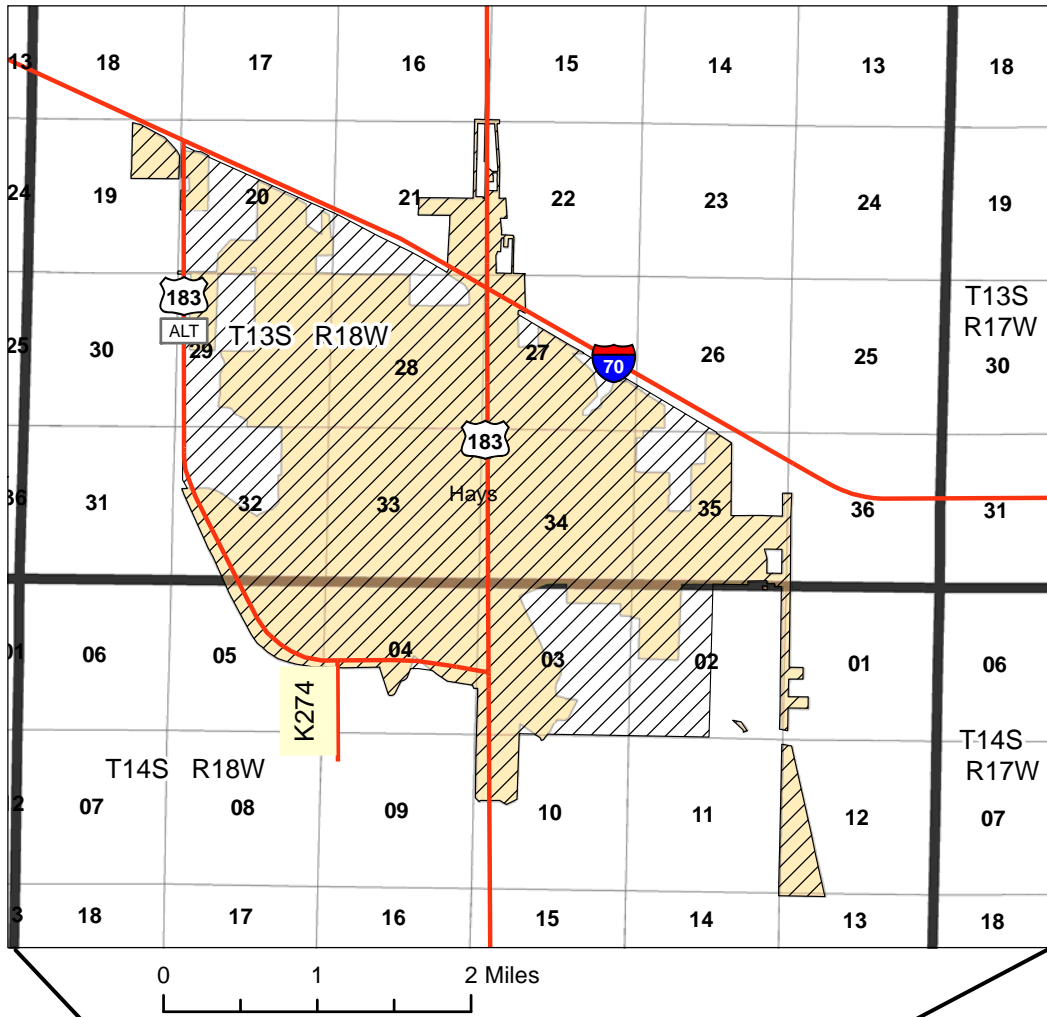 13 18 17 16 15 14 13 18
24 19 20 21 22 23 24 19
183
ALT
T13S R18W
T13S
R17W
25 30 29 28 27 70 26 25 30
183
Hays
36 31 32 33 34 35 36 31
01 06 05 04 03 02 01 06
K274
T14S R18W
T14S
R17W
2 07 08 09 10 11 12 07
3 18 17 16 15 14 13 18
0 1 2 Miles